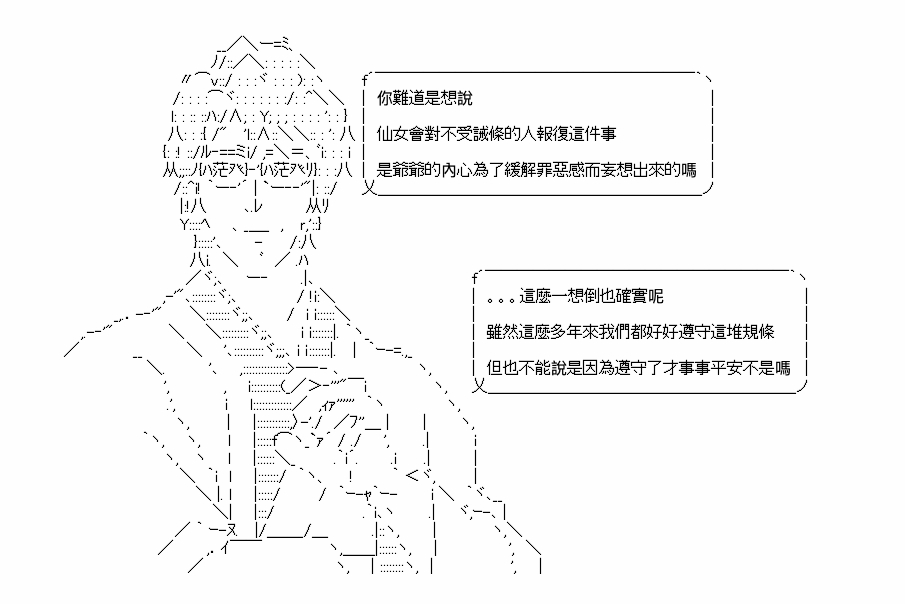 你難道是想說
仙女會對不受誡條的人報復這件事
是爺爺的內心為了緩解罪惡感而妄想出來的嗎
。。。這麼一想倒也確實呢
雖然這麼多年來我們都好好遵守這堆規條
但也不能說是因為遵守了才事事平安不是嗎